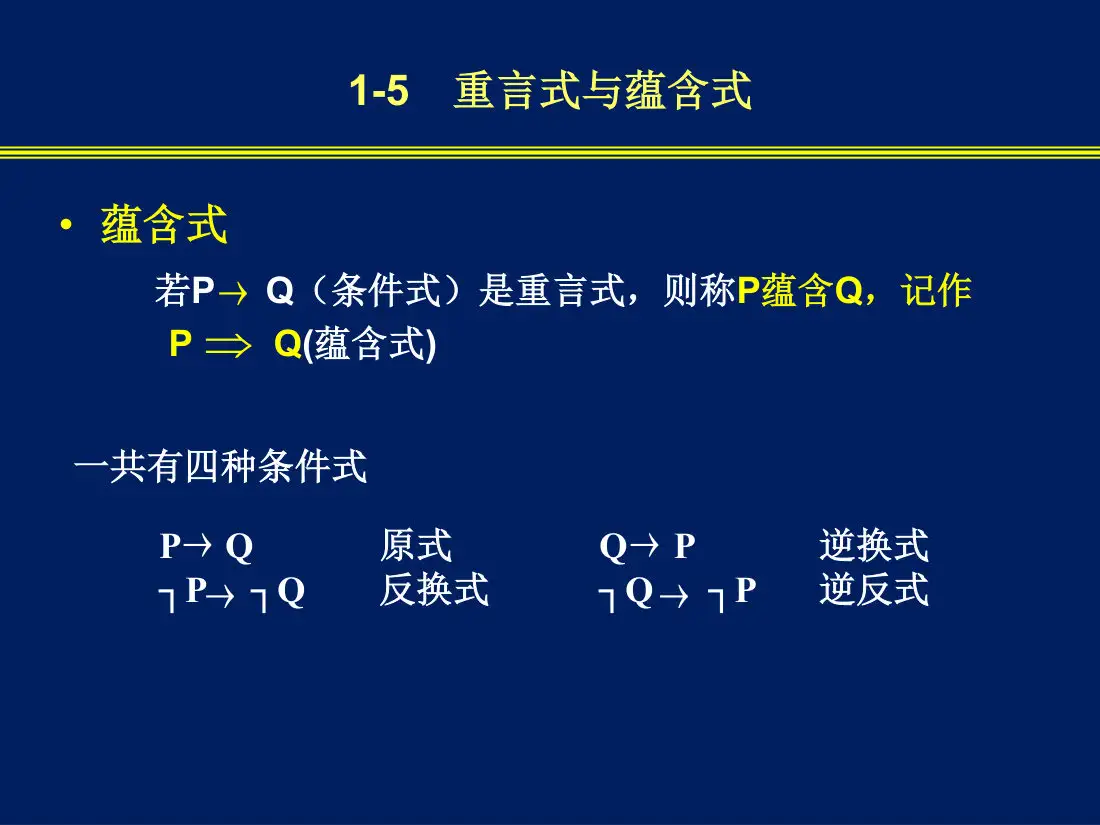 1-5 重言式与蕴含式
• 蕴含式
若P→ Q（条件式）是重言式，则称P蕴含Q，记作
P ⟹ Q(蕴含式)
一共有四种条件式
P→ Q 原式 Q→ P 逆换式
┐P→ ┐Q 反换式 ┐Q → ┐P 逆反式